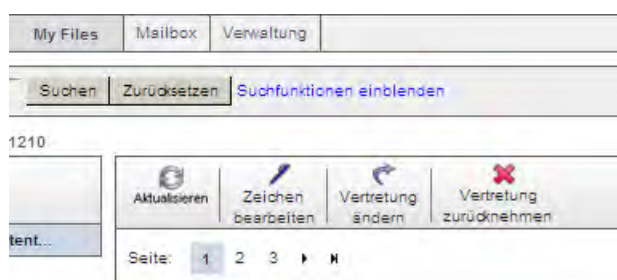 My Files Mailbox Verwaltung
Suchen Zurücksetzen Suchfunktionen einblenden
1210
Aktualisieren Zeichen bearbeiten Vertretung ändern Vertretung zurücknehmen
tent...
Seite: 1 2 3